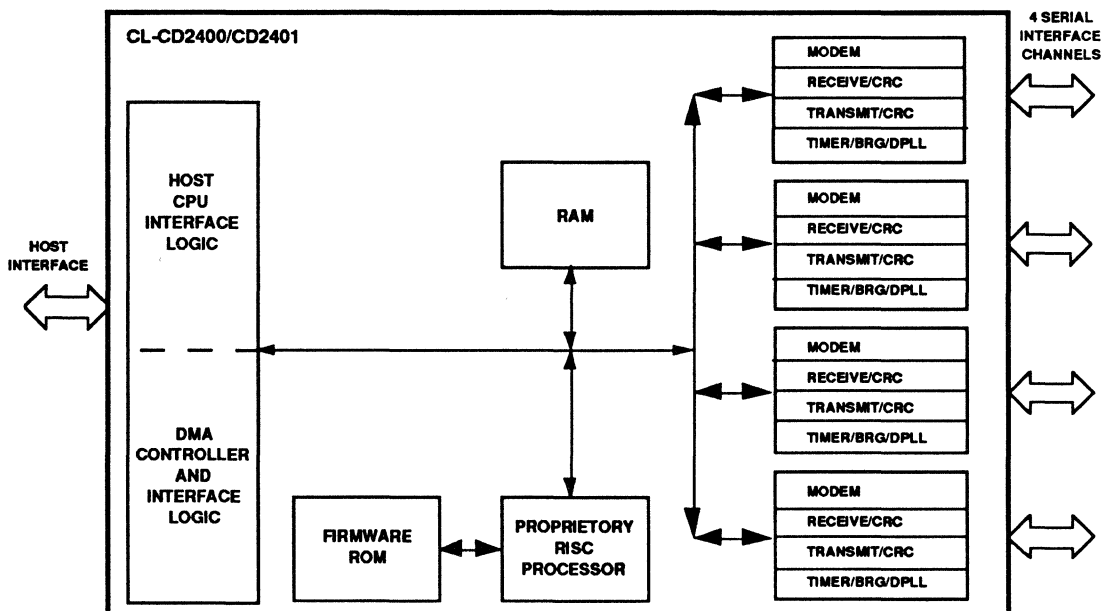 CL-CD2400/CD2401
4 SERIAL
INTERFACE
CHANNELS
HOST
INTERFACE
HOST
CPU
INTERFACE
LOGIC
DMA
CONTROLLER
AND
INTERFACE
LOGIC
RAM
FIRMWARE
ROM
PROPRIETORY
RISC
PROCESSOR
MODEM
RECEIVE/CRC
TRANSMIT/CRC
TIMER/BRG/DPLL
MODEM
RECEIVE/CRC
TRANSMIT/CRC
TIMER/BRG/DPLL
MODEM
RECEIVE/CRC
TRANSMIT/CRC
TIMER/BRG/DPLL
MODEM
RECEIVE/CRC
TRANSMIT/CRC
TIMER/BRG/DPLL